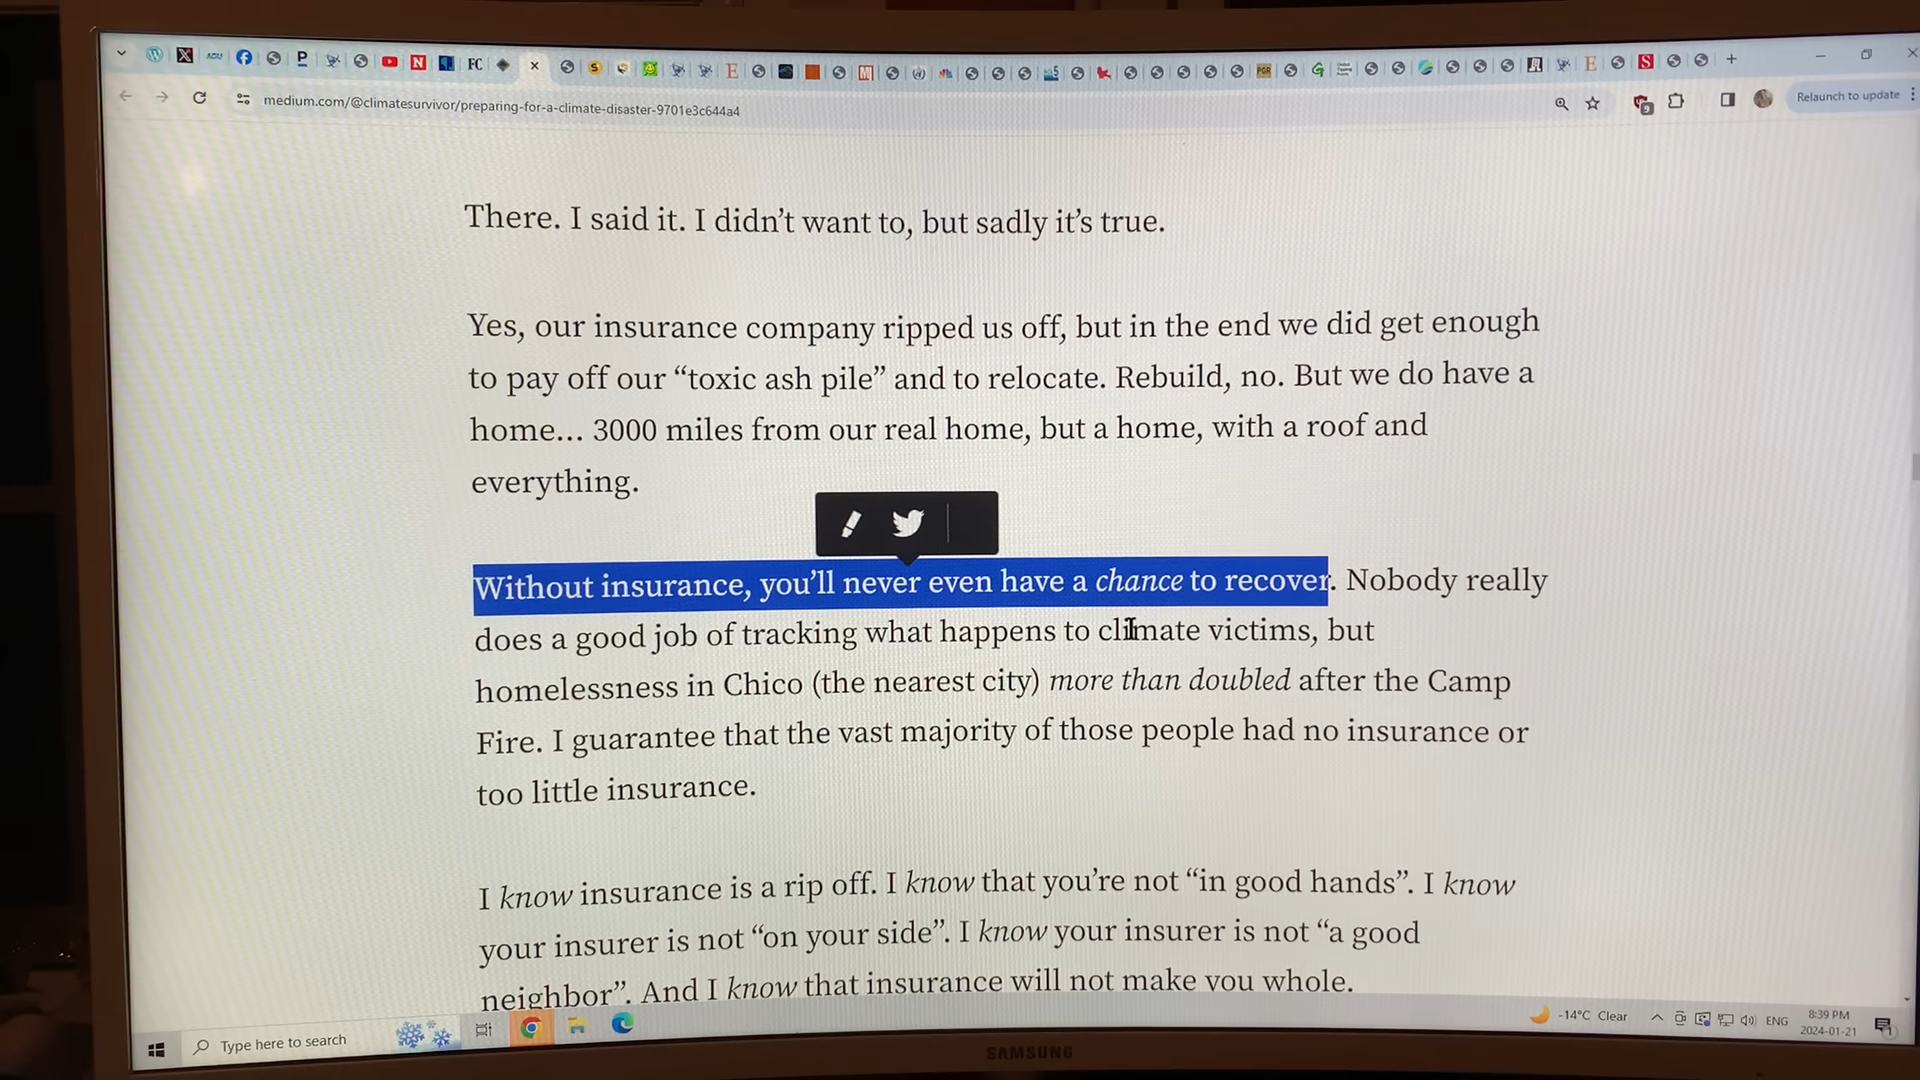 FC
medium.com/@climatesurvivor/preparing-for-a-climate-disaster-9701e3c644a4
Relaunch to update
There. I said it. I didn’t want to, but sadly it’s true.
Yes, our insurance company ripped us off, but in the end we did get enough
to pay off our “toxic ash pile” and to relocate. Rebuild, no. But we do have a
home… 3000 miles from our real home, but a home, with a roof and
everything.
Without insurance, you’ll never even have a chance to recover. Nobody really
does a good job of tracking what happens to climate victims, but
homelessness in Chico (the nearest city) more than doubled after the Camp
Fire. I guarantee that the vast majority of those people had no insurance or
too little insurance.
I know insurance is a rip off. I know that you’re not “in good hands”. I know
your insurer is not “on your side”. I know your insurer is not “a good
neighbor”. And I know that insurance will not make you whole.
Type here to search
-14°C Clear
ENG
8:39 PM
2024-01-21
SAMSUNG